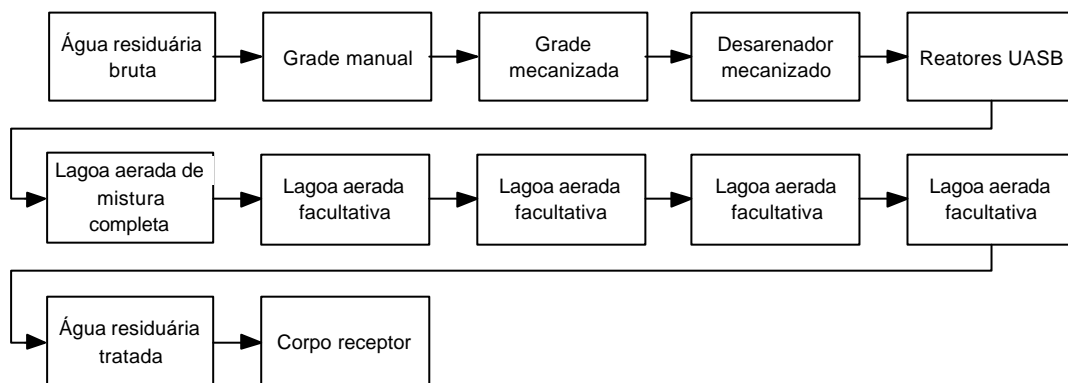 Água residuária
bruta
Grade manual
Grade
mecanizada
Desarenador
mecanizado
Reatores UASB
Lagoa aerada de
mistura
completa
Lagoa aerada
facultativa
Lagoa aerada
facultativa
Lagoa aerada
facultativa
Lagoa aerada
facultativa
Água residuária
tratada
Corpo receptor